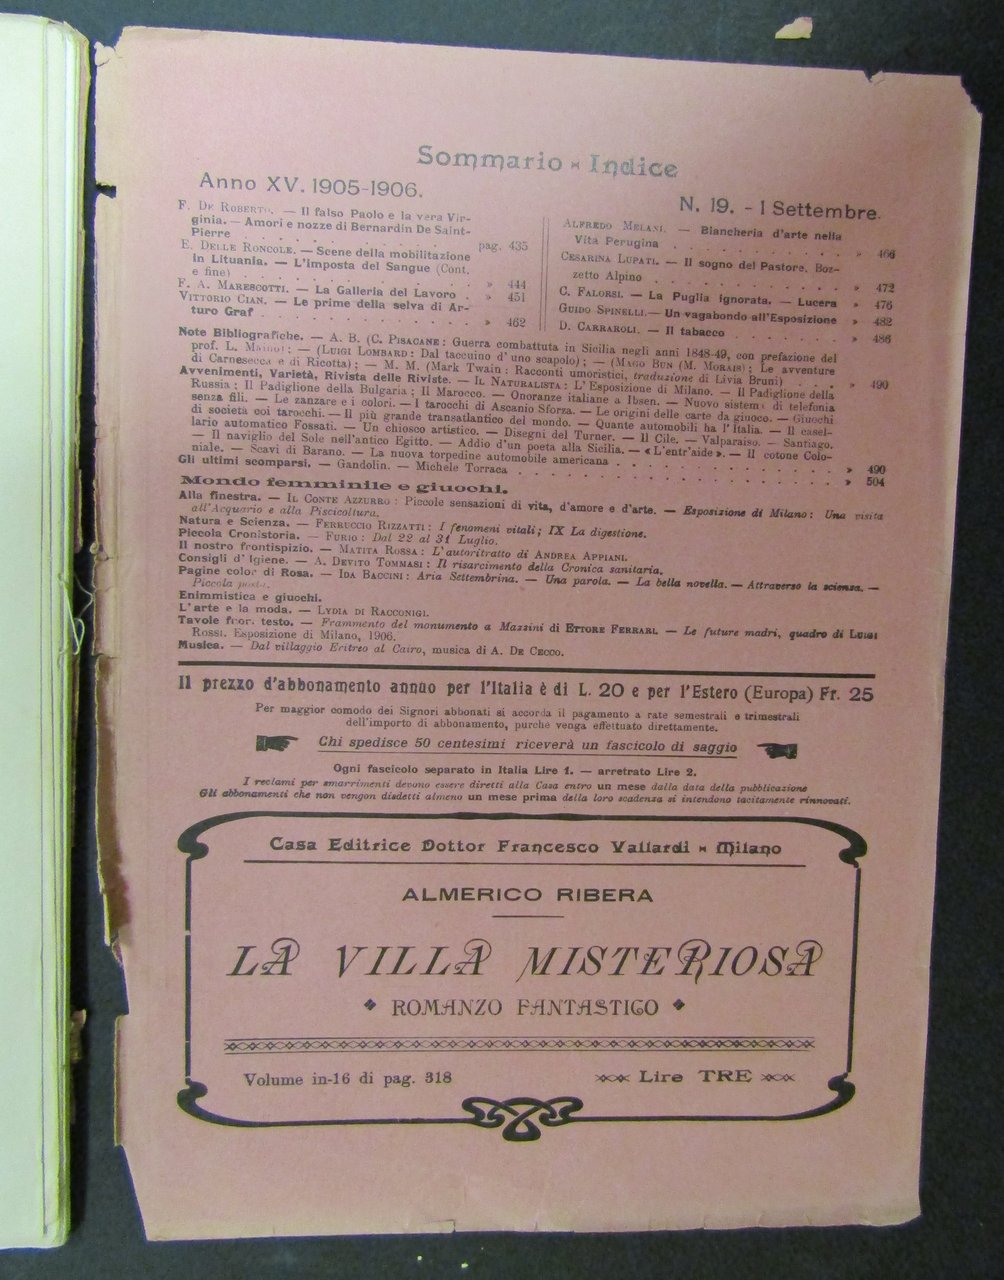 Sommario - Indice
Anno XV. 1905-1906.
N. 19. - 1 Settembre.
F. DE ROBERTO. — Il falso Paolo e la vera Vir-
ginia. — Amori e nozze di Bernardin De Saint-
Pierre . . . . . . . . . . . . pag. 435
E. DELLE RONCOLE. — Scene della mobilitazione
in Lituania. — L'imposta del Sangue (Cont.
e fine) . . . . . . . . . . . . » 444
F. A. MARESCOTTI. — La Galleria del Lavoro . » 451
VITTORIO CIAN. — Le prime della selva di Ar-
turo Graf . . . . . . . . . . . » 462
ALFREDO MELANI. — Biancheria d'arte nella
Vita Perugina . . . . . . . . . » 466
CESARINA LUPATI. — Il sogno del Pastore. Boz-
zetto Alpino . . . . . . . . . . » 472
C. FALORSI. — La Puglia ignorata. — Lucera » 476
GUIDO SPINELLI. — Un vagabondo all'Esposizione » 482
D. CARRAROLI. — Il tabacco . . . . . . . » 486
Note Bibliografiche. — A. B. (C. PISACANE: Guerra combattuta in Sicilia negli anni 1848-49, con prefazione del
prof. L. — (LUIGI LOMBARD: Dal taccuino d'uno scapolo); — (MAGO BUN (M. MORAIS): Le avventure
di Carnesecca e di Ricotta); — M. M. (Mark Twain: Racconti umoristici, traduzione di Livia Bruni) . . . » 490
Avvenimenti, Varietà, Rivista delle Riviste. — IL NATURALISTA: L'Esposizione di Milano. — Il Padiglione della
Russia; Il Padiglione della Bulgaria; Il Marocco. — Onoranze italiane a Ibsen. — Nuovo sistema di telefonia
senza fili. — Le zanzare e i colori. — I tarocchi di Ascanio Sforza. — Le origini delle carte da giuoco. — Giuochi
di società coi tarocchi. — Il più grande transatlantico del mondo. — Quante automobili ha l'Italia. — Il casel-
lario automatico Fossati. — Un chiosco artistico. — Disegni del Turner. — Il Cile. — Valparaiso. — Santiago.
— Il naviglio del Sole nell'antico Egitto. — Addio d'un poeta alla Sicilia. — « L'entr'aide ». — Il cotone Colo-
niale. — Scavi di Barano. — La nuova torpedine automobile americana . . . . . . . . . » 490
Gli ultimi scomparsi. — Gandolin. — Michele Torraca . . . . . . . . . . . . » 504
Mondo femminile e giuochi.
Alla finestra. — IL CONTE AZZURRO: Piccole sensazioni di vita, d'amore e d'arte. — Esposizione di Milano: Una visita
all'Acquario e alla Piscicoltura.
Natura e Scienza. — FERRUCCIO RIZZATTI: I fenomeni vitali; IX La digestione.
Piccola Cronistoria. — FURIO: Dal 22 al 31 Luglio.
Il nostro frontispizio. — MATITA ROSSA: L'autoritratto di ANDREA APPIANI.
Consigli d'Igiene. — A. DEVITO TOMMASI: Il risarcimento della Cronica sanitaria.
Pagine color di Rosa. — IDA BACCINI: Aria Settembrina. — Una parola. — La bella novella. — Attraverso la scienza. —
Piccola posta.
Enimmistica e giuochi.
L'arte e la moda. — LYDIA DI RACCONIGI.
Tavole fuori testo. — Frammento del monumento a Mazzini di ETTORE FERRARI. — Le future madri, quadro di LUIGI
ROSSI. Esposizione di Milano, 1906.
Musica. — Dal villaggio Eritreo al Cairo, musica di A. DE CECCO.
Il prezzo d'abbonamento annuo per l'Italia è di L. 20 e per l'Estero (Europa) Fr. 25
Per maggior comodo dei Signori abbonati si accorda il pagamento a rate semestrali e trimestrali
dell'importo di abbonamento, purchè venga effettuato direttamente.
Chi spedisce 50 centesimi riceverà un fascicolo di saggio
Ogni fascicolo separato in Italia Lire 1. — arretrato Lire 2.
I reclami per smarrimenti devono essere diretti alla Casa entro un mese dalla data della pubblicazione
Gli abbonamenti che non vengon disdetti almeno un mese prima della loro scadenza si intendono tacitamente rinnovati.
Casa Editrice Dottor Francesco Vallardi - Milano
ALMERICO RIBERA
LA VILLA MISTERIOSA
ROMANZO FANTASTICO
Volume in-16 di pag. 318
Lire TRE